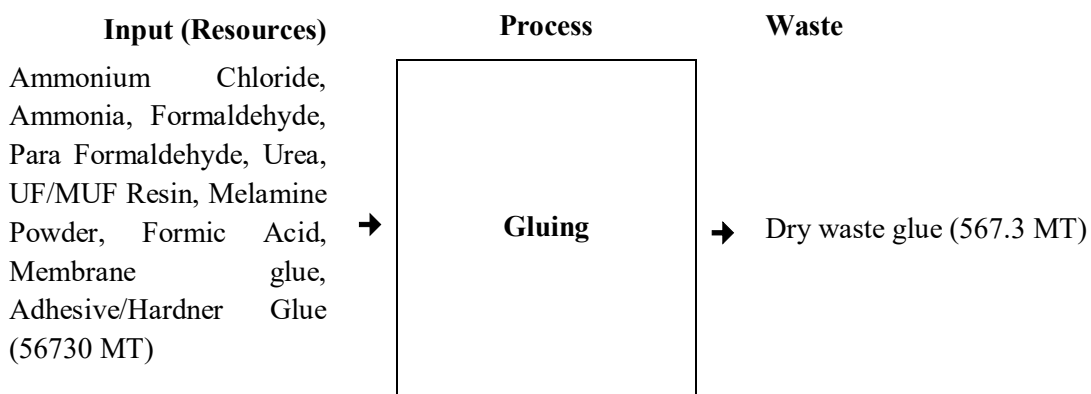 Input (Resources) Process Waste
Ammonium Chloride,
Ammonia, Formaldehyde,
Para Formaldehyde, Urea,
UF/MUF Resin, Melamine
Powder, Formic Acid,
Membrane glue,
Adhesive/Hardner Glue
(56730 MT)
Gluing
Dry waste glue (567.3 MT)